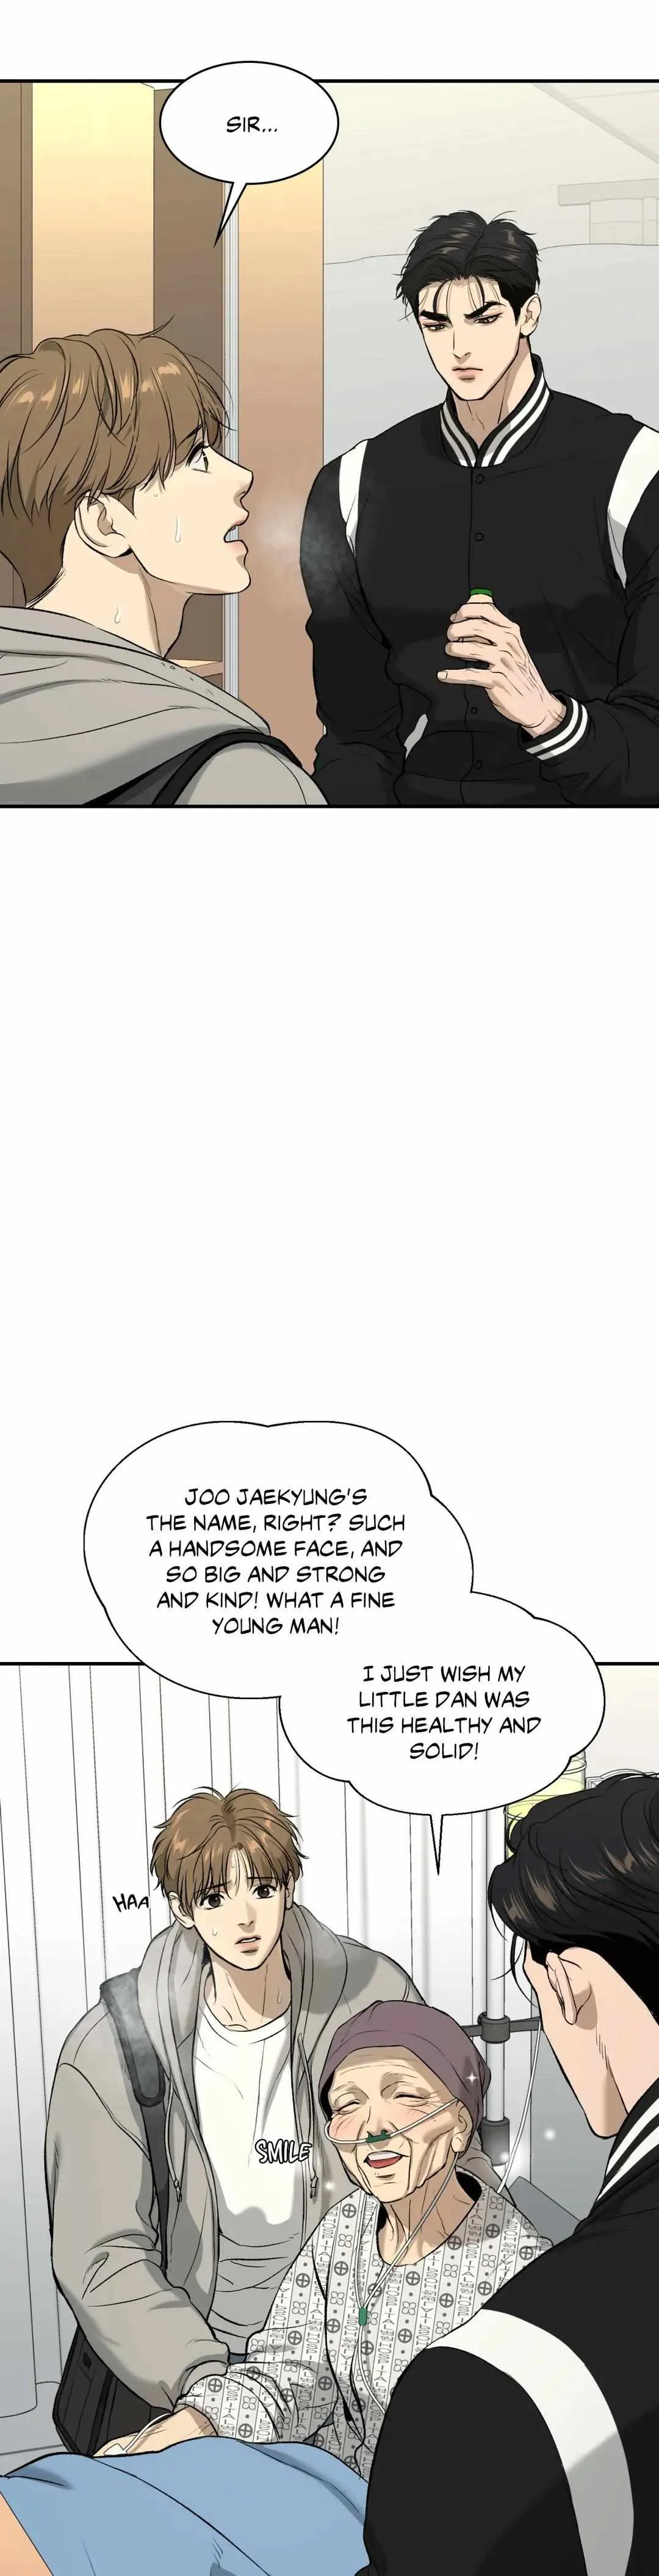 SIR...
JOO JAEKYUNG'S
THE NAME, RIGHT? SUCH
A HANDSOME FACE, AND
SO BIG AND STRONG
AND KIND! WHAT A FINE
YOUNG MAN!
I JUST WISH MY
LITTLE DAN WAS
THIS HEALTHY AND
SOLID!
HAA
SMILE